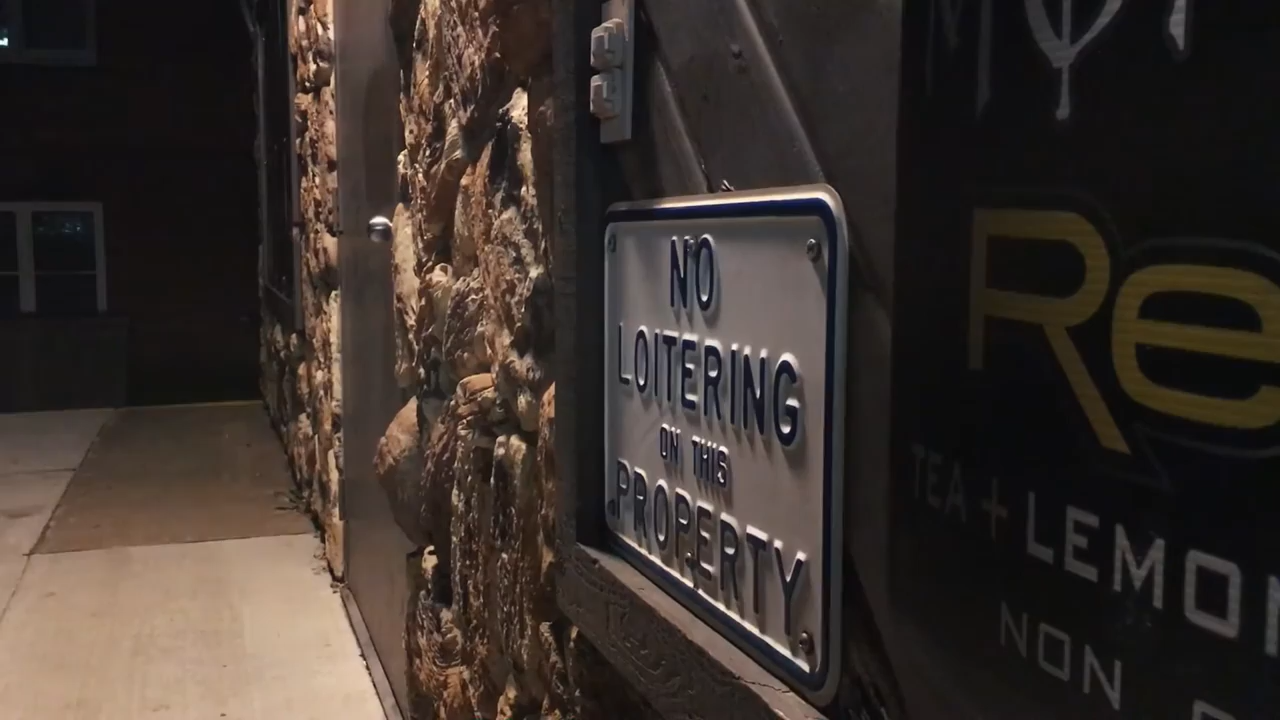 NO
LOITERING
ON THIS
PROPERTY
Re
TEA + LEMON
NON